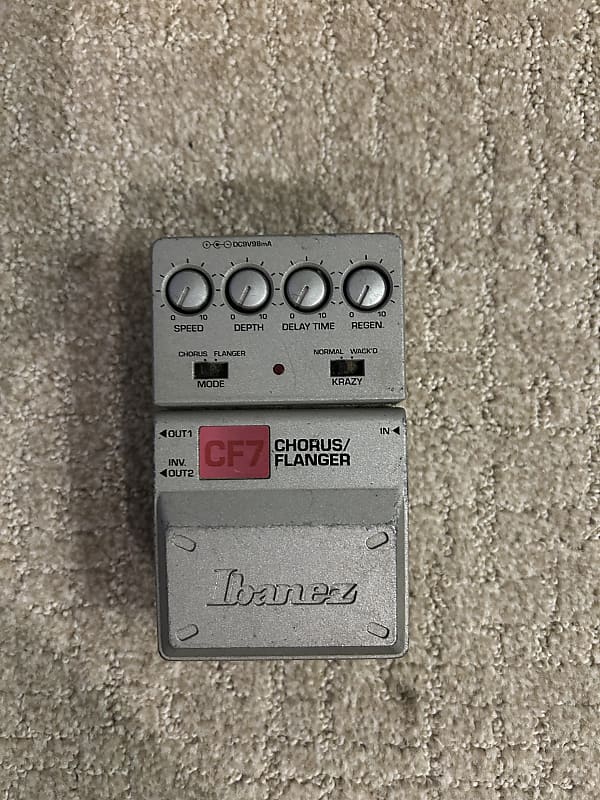 DC9V98mA
0 10 0 10 0 10 0 10
SPEED DEPTH DELAY TIME REGEN.
CHORUS FLANGER NORMAL WACK'D
MODE KRAZY
OUT1 CF7 CHORUS/ IN
INV. FLANGER
OUT2
Ibanez